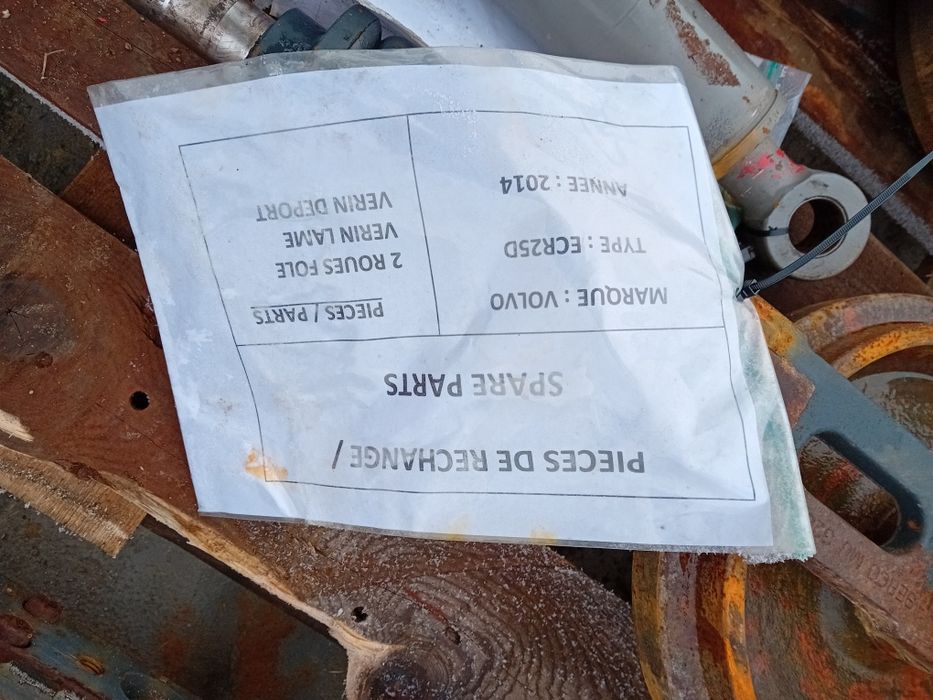 PIECES DE RECHANGE /
SPARE PARTS
MARQUE : VOLVO
TYPE : ECR25D
ANNEE : 2014
PIECES / PARTS
2 ROUES FOLE
VERIN LAME
VERIN DEPORT